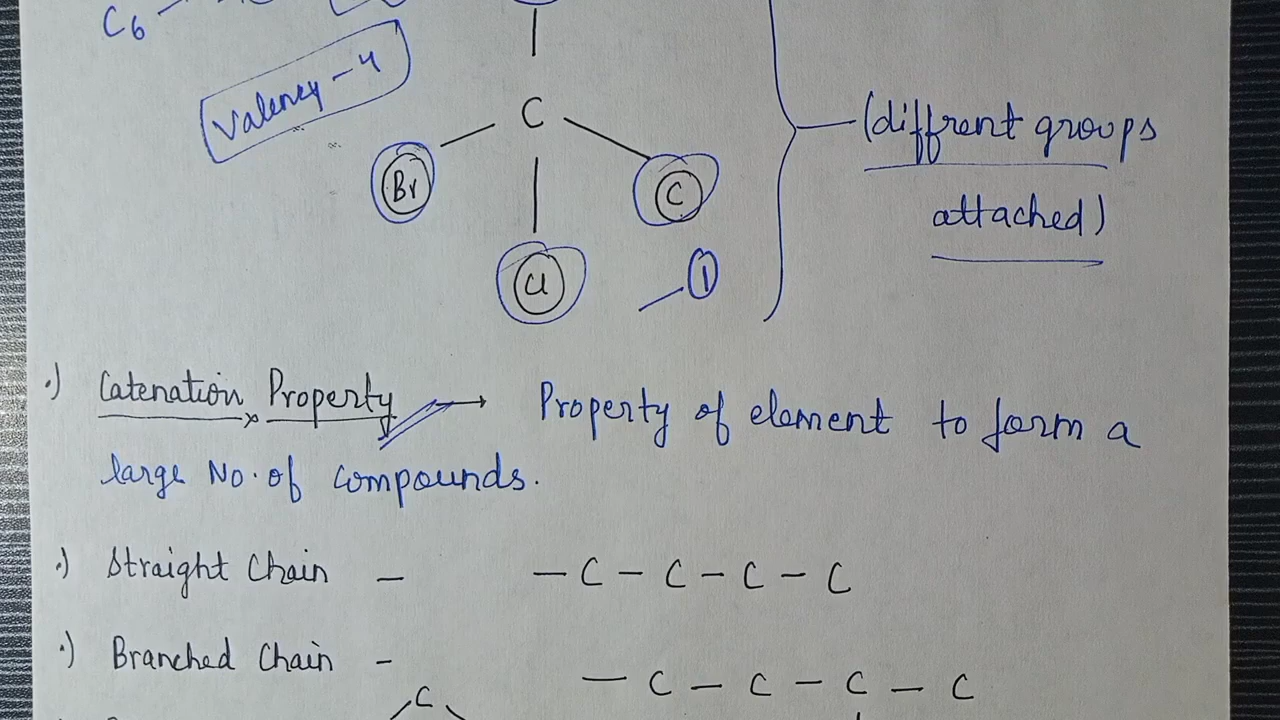 C6
Valency - 4
C
Br
C
Cl
I
(diffrent groups
attached)
•) Catenation Property → Property of element to form a
large No. of compounds.
•) Straight Chain - - C - C - C - C
•) Branched Chain -
- C - C - C - C
C